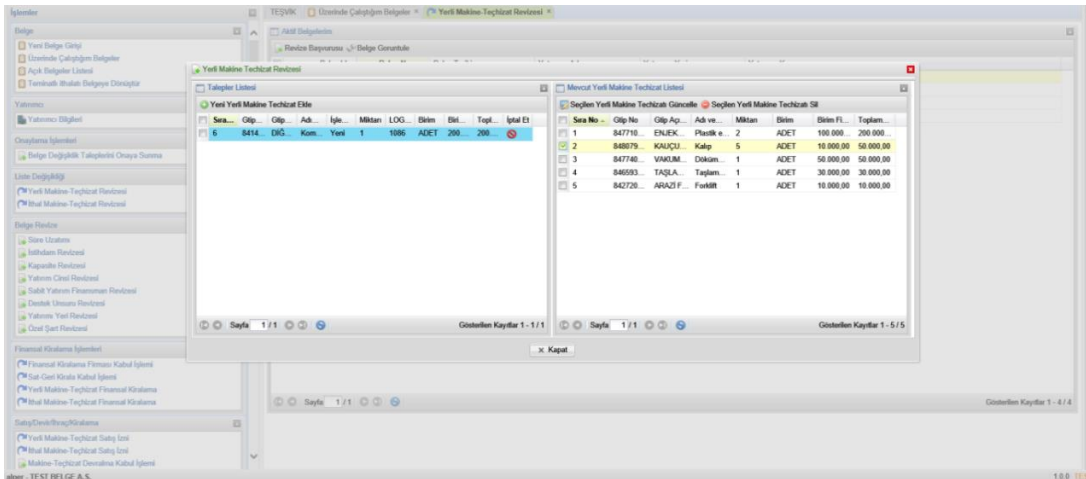 İşlemler
TEŞVİK Üzerinde Çalıştığım Belgeler × Yerli Makine-Teçhizat Revizesi ×
Belge
Yeni Belge Girişi
Üzerinde Çalıştığım Belgeler
Açık Belgeler Listesi
Teminatlı İthalatı Belgeye Dönüştür
Yatırımcı
Yatırımcı Bilgileri
Onaylama İşlemleri
Belge Değişiklik Taleplerini Onaya Sunma
Liste Değişikliği
Yerli Makine-Teçhizat Revizesi
İthal Makine-Teçhizat Revizesi
Belge Revize
Süre Uzatımı
İstihdam Revizesi
Kapasite Revizesi
Yatırım Cinsi Revizesi
Sabit Yatırım Finansman Revizesi
Destek Unsuru Revizesi
Yatırım Yeri Revizesi
Özel Şart Revizesi
Finansal Kiralama İşlemleri
Finansal Kiralama Firması Kabul İşlemi
Sat-Geri Kirala Kabul İşlemi
Yerli Makine-Teçhizat Finansal Kiralama
İthal Makine-Teçhizat Finansal Kiralama
Satış/Devir/İhraç/Kiralama
Yerli Makine-Teçhizat Satış İzni
İthal Makine-Teçhizat Satış İzni
Makine-Teçhizat Devralma Kabul İşlemi
Aktif Belgelerim
Revize Başvurusu Belge Goruntule
Yerli Makine Techizat Revizesi
Talepler Listesi
Yeni Yerli Makine Techizat Ekle
Sıra... Gtip... Gtip... Adı... İşle... Miktarı LOG... Birim Biri... Topl... İptal Et
6 8414... DİĞ... Kom... Yeni 1 1086 ADET 200... 200...
Sayfa 1 / 1 Gösterilen Kayıtlar 1 - 1 / 1
Mevcut Yerli Makine Techizat Listesi
Seçilen Yerli Makine Techizatı Güncelle Seçilen Yerli Makine Techizatı Sil
Sıra No Gtip No Gtip Aç... Adı ve... Miktarı Birim Birim Fi... Toplam...
1 847710... ENJEK... Plastik e... 2 ADET 100.000... 200.000...
2 848079... KAUÇU... Kalıp 5 ADET 10.000,00 50.000,00
3 847740... VAKUM... Döküm... 1 ADET 50.000,00 50.000,00
4 846593... TAŞLA... Taşlam... 1 ADET 30.000,00 30.000,00
5 842720... ARAZİ F... Forklift 1 ADET 10.000,00 10.000,00
Sayfa 1 / 1 Gösterilen Kayıtlar 1 - 5 / 5
× Kapat
Sayfa 1 / 1 Gösterilen Kayıtlar 1 - 4 / 4
alper - TEST BELGE A.Ş. 1.0.0